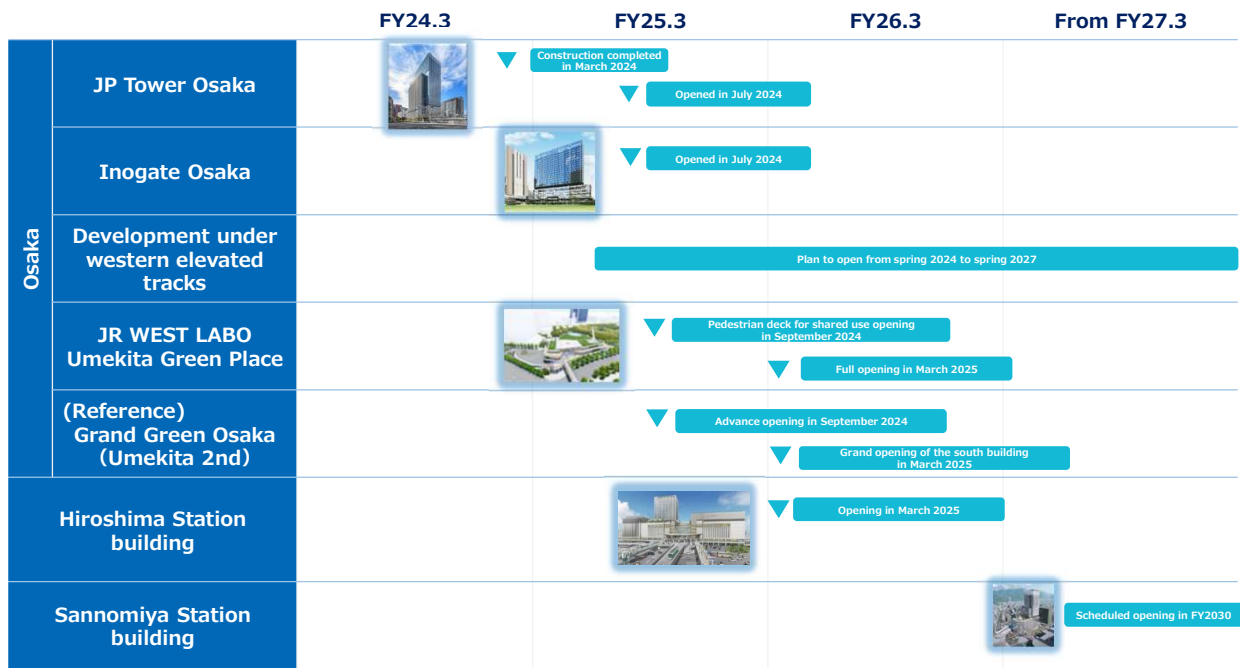 FY24.3 FY25.3 FY26.3 From FY27.3
Osaka
JP Tower Osaka
Construction completed
in March 2024
Opened in July 2024
Inogate Osaka
Opened in July 2024
Development under
western elevated
tracks
Plan to open from spring 2024 to spring 2027
JR WEST LABO
Umekita Green Place
Pedestrian deck for shared use opening
in September 2024
Full opening in March 2025
(Reference)
Grand Green Osaka
（Umekita 2nd）
Advance opening in September 2024
Grand opening of the south building
in March 2025
Hiroshima Station
building
Opening in March 2025
Sannomiya Station
building
Scheduled opening in FY2030